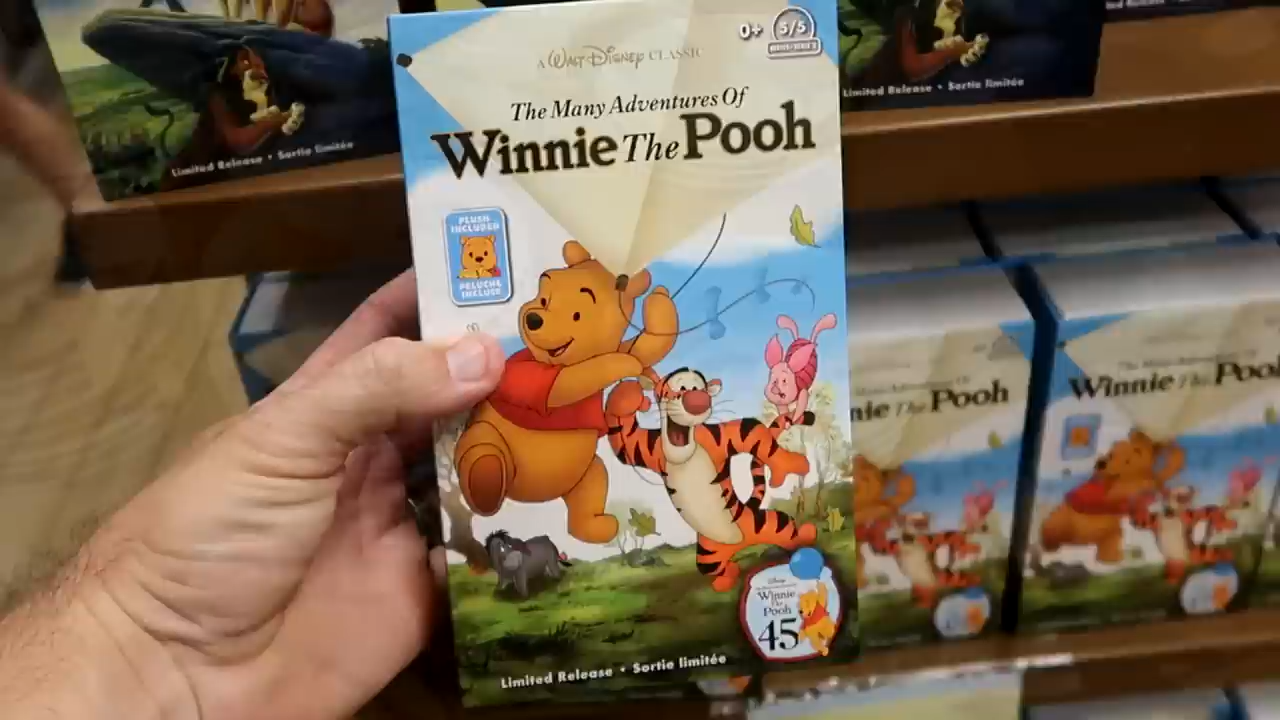 0+
5/5
A WALT DISNEY CLASSIC
The Many Adventures Of
Winnie The Pooh
PLUSH
INCLUDED
PELUCHE
INCLUSE
Disney
Winnie
The
Pooh
45
Limited Release • Sortie limitée
Limited Release • Sortie limitée
Limited Release • Sortie limitée
nie The Pooh
Winnie The Pooh